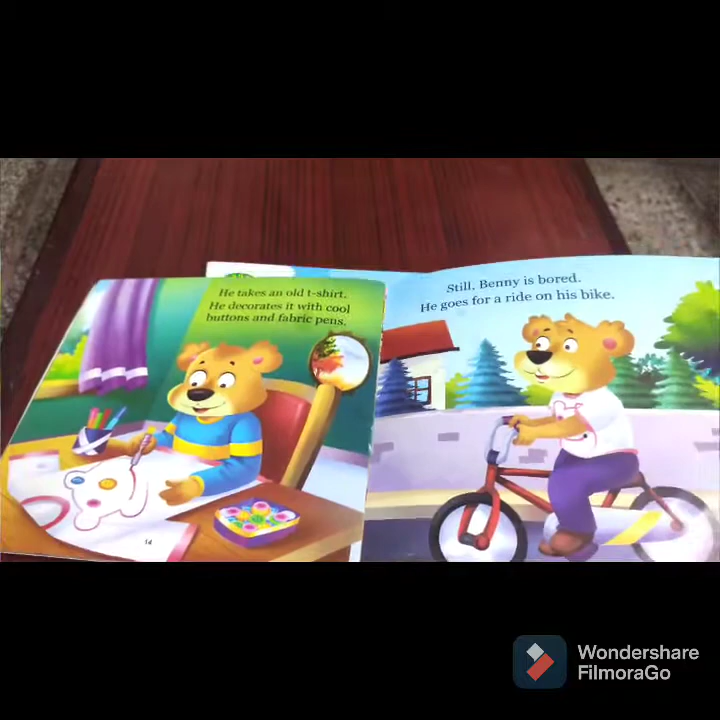 He takes an old t-shirt.
He decorates it with cool
buttons and fabric pens.
14
Still, Benny is bored.
He goes for a ride on his bike.
Wondershare
FilmoraGo